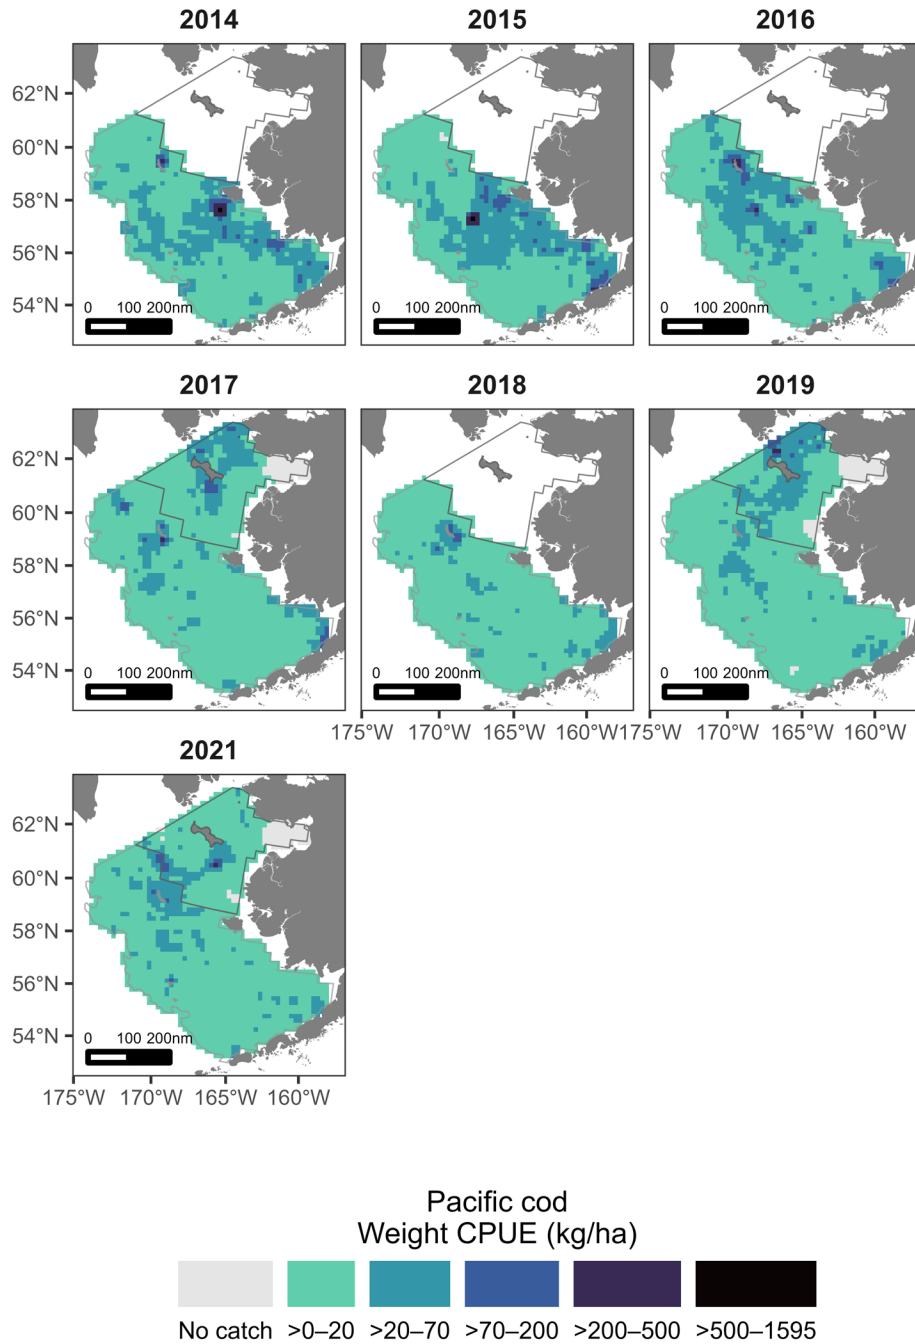 2014 2015 2016
62°N
60°N
58°N
56°N
54°N
0 100 200nm 0 100 200nm 0 100 200nm
2017 2018 2019
62°N
60°N
58°N
56°N
54°N
0 100 200nm 0 100 200nm 0 100 200nm
175°W 170°W 165°W 160°W 175°W 170°W 165°W 160°W
2021
62°N
60°N
58°N
56°N
54°N
0 100 200nm
175°W 170°W 165°W 160°W
Pacific cod
Weight CPUE (kg/ha)
No catch >0–20 >20–70 >70–200 >200–500 >500–1595